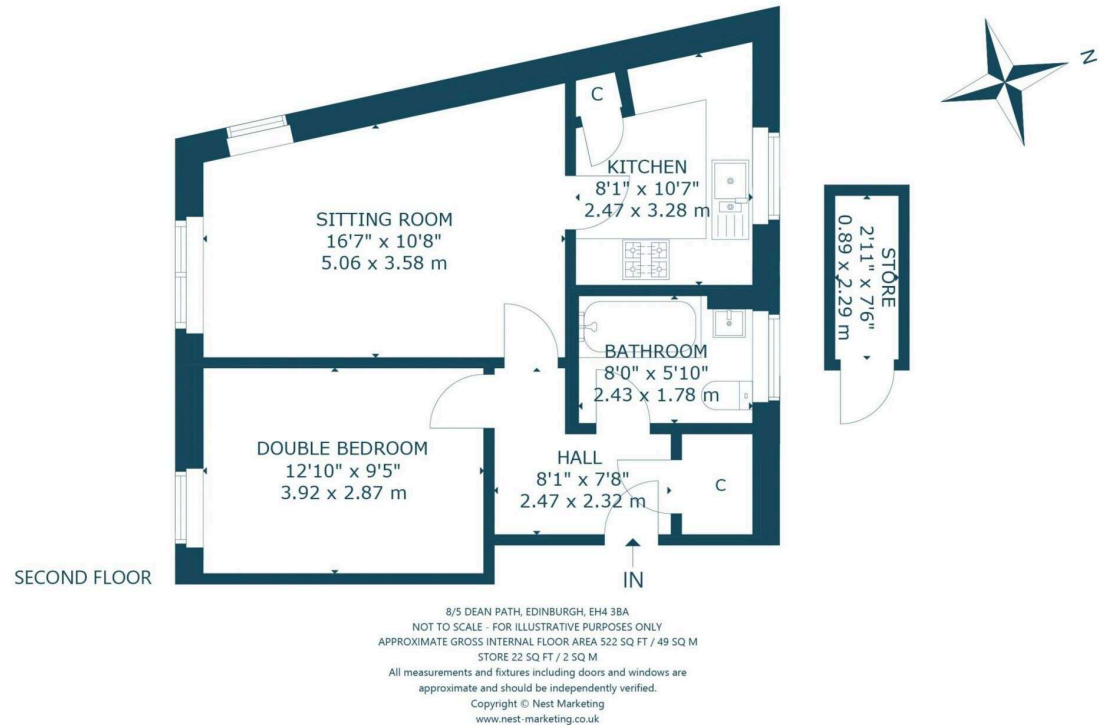 N
C
KITCHEN
8'1" x 10'7"
2.47 x 3.28 m
SITTING ROOM
16'7" x 10'8"
5.06 x 3.58 m
STORE
2'11" x 7'6"
0.89 x 2.29 m
BATHROOM
8'0" x 5'10"
2.43 x 1.78 m
DOUBLE BEDROOM
12'10" x 9'5"
3.92 x 2.87 m
HALL
8'1" x 7'8"
2.47 x 2.32 m
C
SECOND FLOOR
IN
8/5 DEAN PATH, EDINBURGH, EH4 3BA
NOT TO SCALE - FOR ILLUSTRATIVE PURPOSES ONLY
APPROXIMATE GROSS INTERNAL FLOOR AREA 522 SQ FT / 49 SQ M
STORE 22 SQ FT / 2 SQ M
All measurements and fixtures including doors and windows are
approximate and should be independently verified.
Copyright © Nest Marketing
www.nest-marketing.co.uk